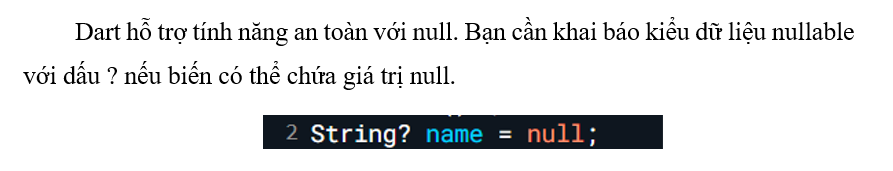 Dart hỗ trợ tính năng an toàn với null. Bạn cần khai báo kiểu dữ liệu nullable
với dấu ? nếu biến có thể chứa giá trị null.
2 String? name = null;